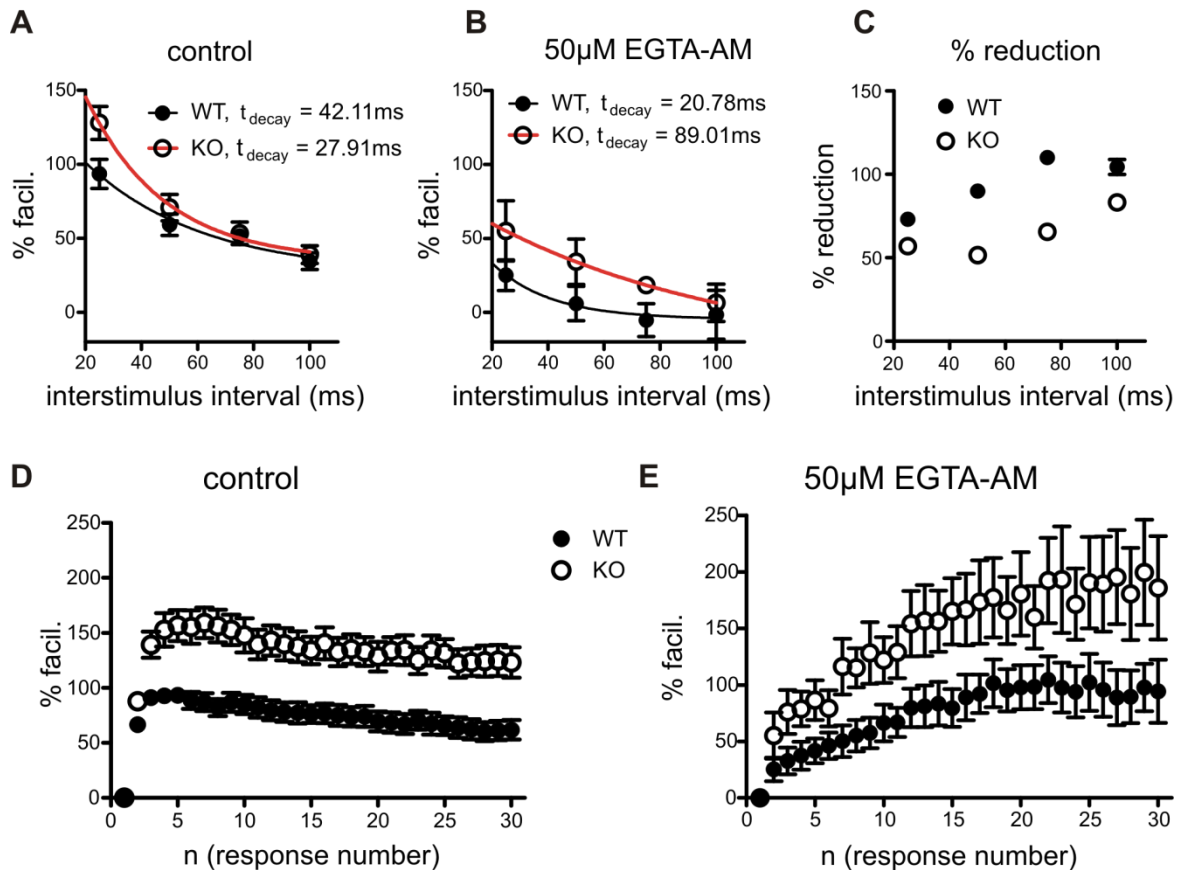 A
control
% facil.
150
100
50
0
WT, t decay = 42.11ms
KO, t decay = 27.91ms
20 40 60 80 100
interstimulus interval (ms)
B
50µM EGTA-AM
% facil.
150
100
50
0
WT, t decay = 20.78ms
KO, t decay = 89.01ms
20 40 60 80 100
interstimulus interval (ms)
C
% reduction
% reduction
150
100
50
0
WT
KO
20 40 60 80 100
interstimulus interval (ms)
D
control
% facil.
250
200
150
100
50
0
WT
KO
0 5 10 15 20 25 30
n (response number)
E
50µM EGTA-AM
% facil.
250
200
150
100
50
0
0 5 10 15 20 25 30
n (response number)